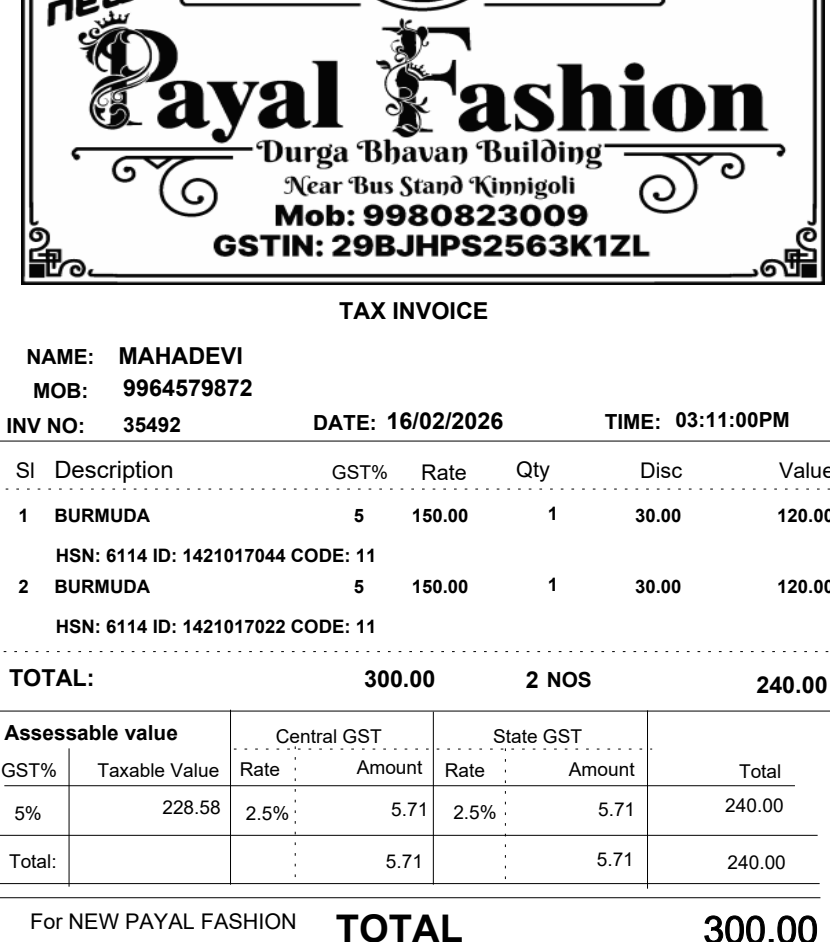 new
Payal Fashion
Durga Bhavan Building
Near Bus Stand Kinnigoli
Mob: 9980823009
GSTIN: 29BJHPS2563K1ZL
TAX INVOICE
NAME: MAHADEVI
MOB: 9964579872
INV NO: 35492 DATE: 16/02/2026 TIME: 03:11:00PM
Sl Description GST% Rate Qty Disc Value
1 BURMUDA 5 150.00 1 30.00 120.00
HSN: 6114 ID: 1421017044 CODE: 11
2 BURMUDA 5 150.00 1 30.00 120.00
HSN: 6114 ID: 1421017022 CODE: 11
TOTAL: 300.00 2 NOS 240.00
Assessable value Central GST State GST
GST% Taxable Value Rate Amount Rate Amount Total
5% 228.58 2.5% 5.71 2.5% 5.71 240.00
Total: 5.71 5.71 240.00
For NEW PAYAL FASHION TOTAL 300.00